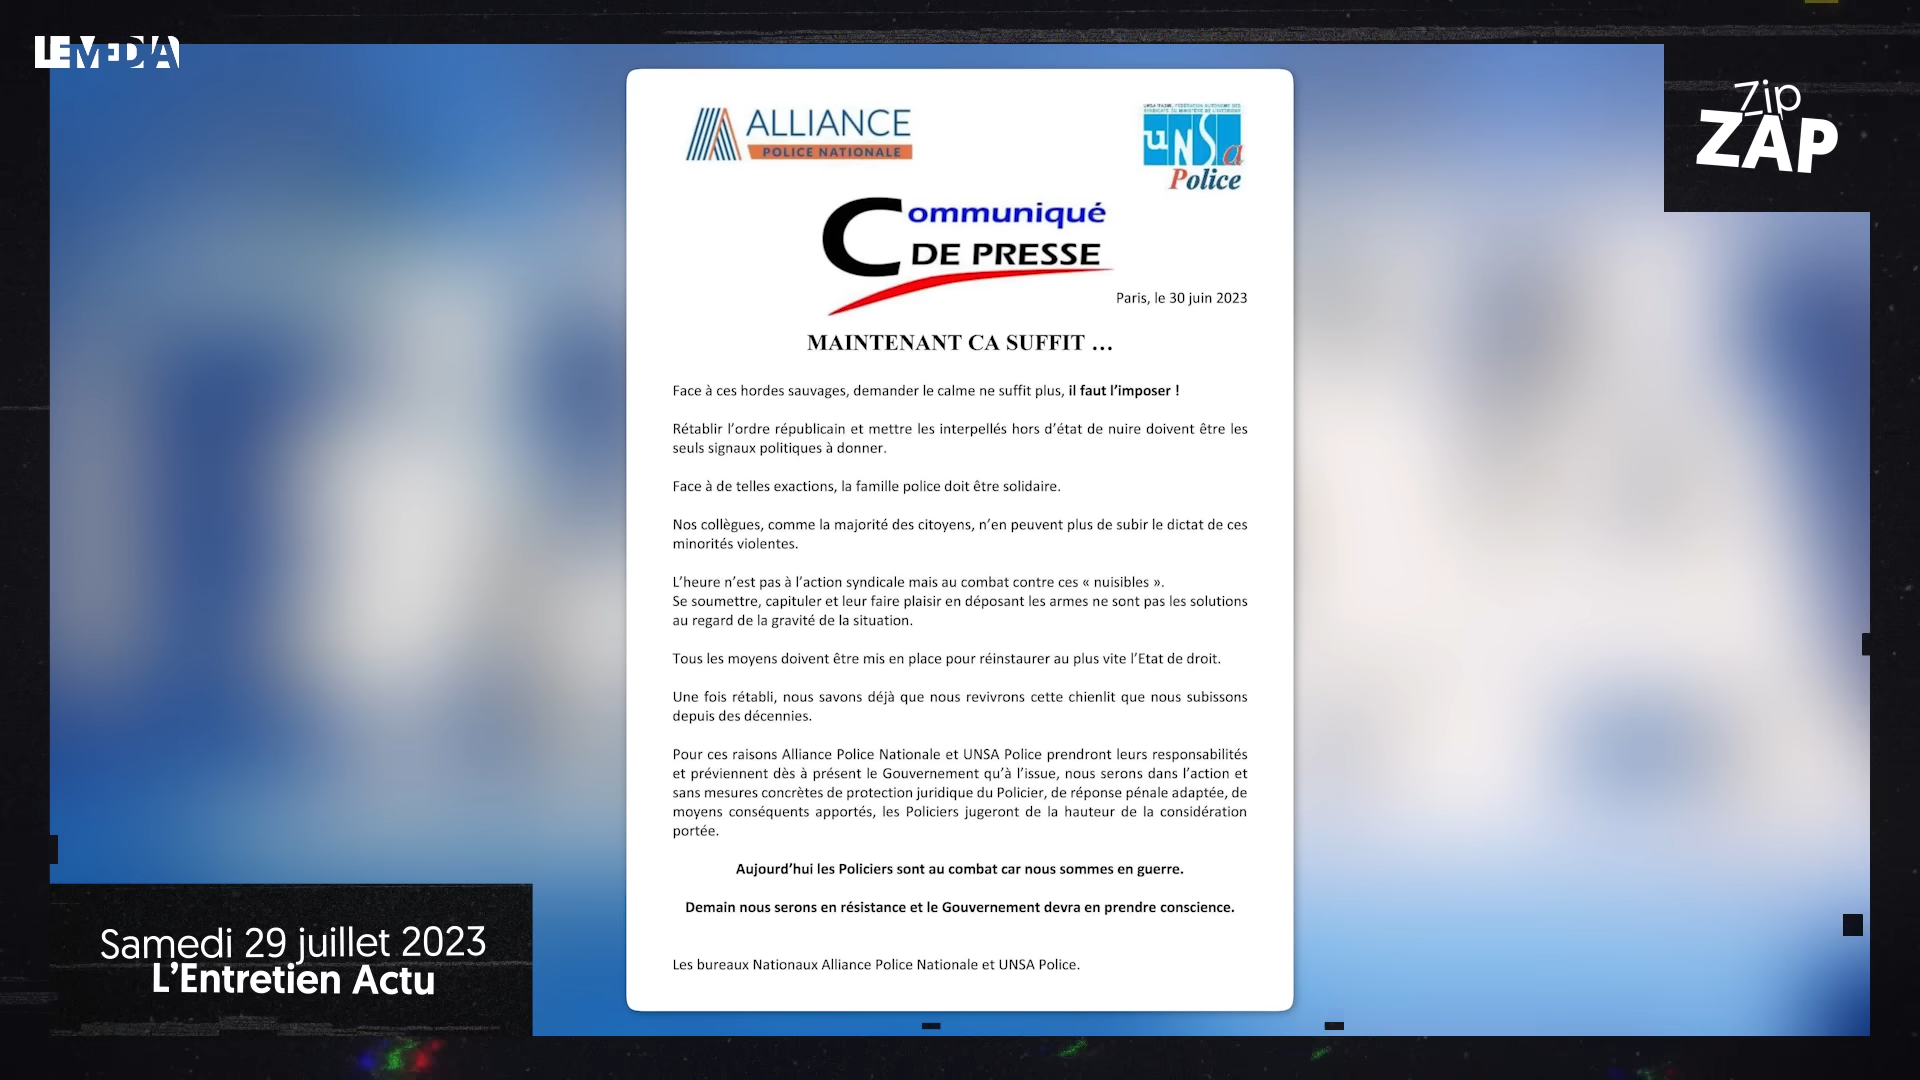 LE MEDIA
Zip
ZAP
ALLIANCE
POLICE NATIONALE
UNSa
Police
Communiqué
DE PRESSE
Paris, le 30 juin 2023
MAINTENANT CA SUFFIT …
Face à ces hordes sauvages, demander le calme ne suffit plus, il faut l’imposer !
Rétablir l’ordre républicain et mettre les interpellés hors d’état de nuire doivent être les
seuls signaux politiques à donner.
Face à de telles exactions, la famille police doit être solidaire.
Nos collègues, comme la majorité des citoyens, n’en peuvent plus de subir le dictat de ces
minorités violentes.
L’heure n’est pas à l’action syndicale mais au combat contre ces « nuisibles ».
Se soumettre, capituler et leur faire plaisir en déposant les armes ne sont pas les solutions
au regard de la gravité de la situation.
Tous les moyens doivent être mis en place pour réinstaurer au plus vite l’Etat de droit.
Une fois rétabli, nous savons déjà que nous revivrons cette chienlit que nous subissons
depuis des décennies.
Pour ces raisons Alliance Police Nationale et UNSA Police prendront leurs responsabilités
et préviennent dès à présent le Gouvernement qu’à l’issue, nous serons dans l’action et
sans mesures concrètes de protection juridique du Policier, de réponse pénale adaptée, de
moyens conséquents apportés, les Policiers jugeront de la hauteur de la considération
portée.
Aujourd’hui les Policiers sont au combat car nous sommes en guerre.
Demain nous serons en résistance et le Gouvernement devra en prendre conscience.
Les bureaux Nationaux Alliance Police Nationale et UNSA Police.
Samedi 29 juillet 2023
L’Entretien Actu